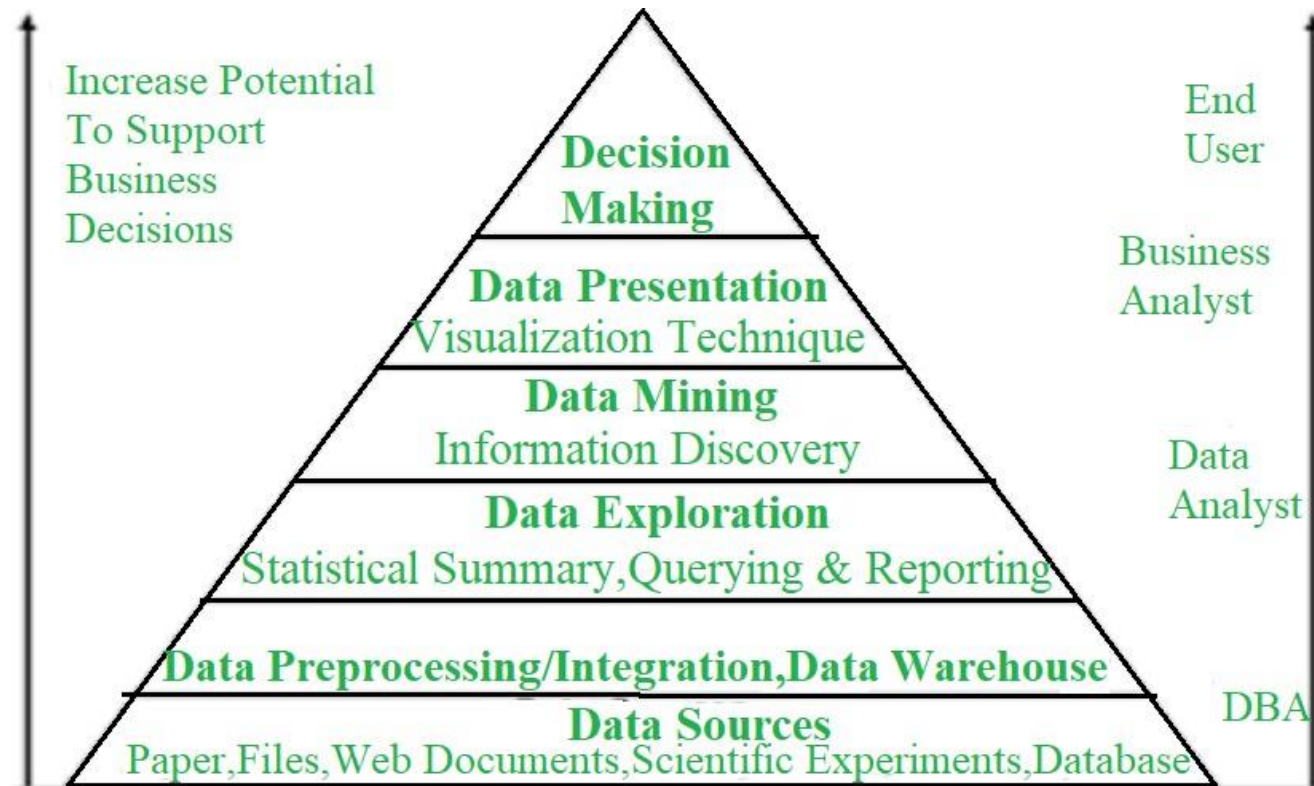 Increase Potential
To Support
Business
Decisions
End
User
Decision
Making
Business
Analyst
Data Presentation
Visualization Technique
Data Mining
Information Discovery
Data
Analyst
Data Exploration
Statistical Summary,Querying & Reporting
Data Preprocessing/Integration,Data Warehouse
DBA
Data Sources
Paper,Files,Web Documents,Scientific Experiments,Database